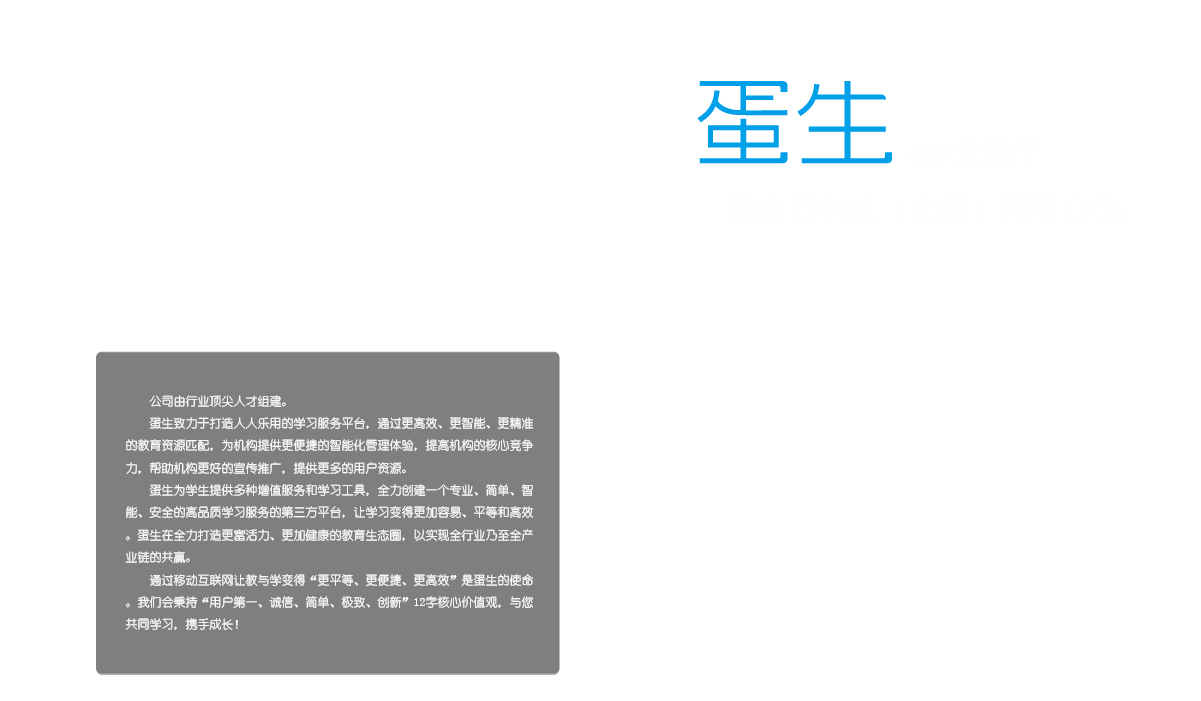 蛋生
公司由行业顶尖人才组建。
蛋生致力于打造人人乐用的学习服务平台，通过更高效、更智能、更精准
的教育资源匹配，为机构提供更便捷的智能化管理体验，提高机构的核心竞争
力，帮助机构更好的宣传推广，提供更多的用户资源。
蛋生为学生提供多种增值服务和学习工具，全力创建一个专业、简单、智
能、安全的高品质学习服务的第三方平台，让学习变得更加容易、平等和高效
。蛋生在全力打造更富活力、更加健康的教育生态圈，以实现全行业乃至全产
业链的共赢。
通过移动互联网让教与学变得“更平等、更便捷、更高效”是蛋生的使命
。我们会秉持“用户第一、诚信、简单、极致、创新”12字核心价值观，与您
共同学习，携手成长！